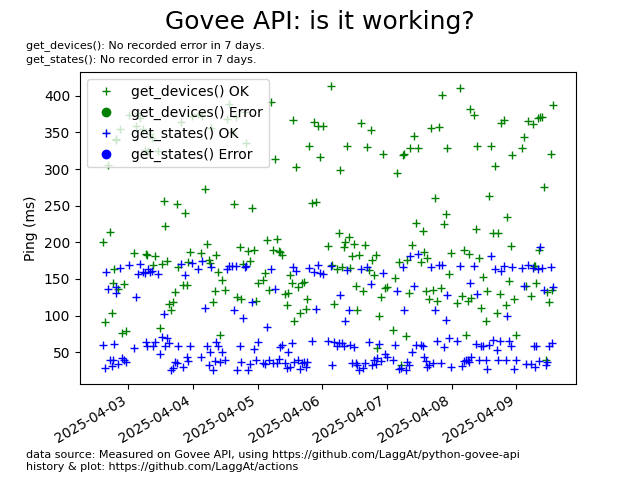 Govee API: is it working?
get_devices(): No recorded error in 7 days.
get_states(): No recorded error in 7 days.
get_devices() OK
get_devices() Error
get_states() OK
get_states() Error
Ping (ms)
400
350
300
250
200
150
100
50
2025-04-03
2025-04-04
2025-04-05
2025-04-06
2025-04-07
2025-04-08
2025-04-09
data source: Measured on Govee API, using https://github.com/LaggAt/python-govee-api
history & plot: https://github.com/LaggAt/actions